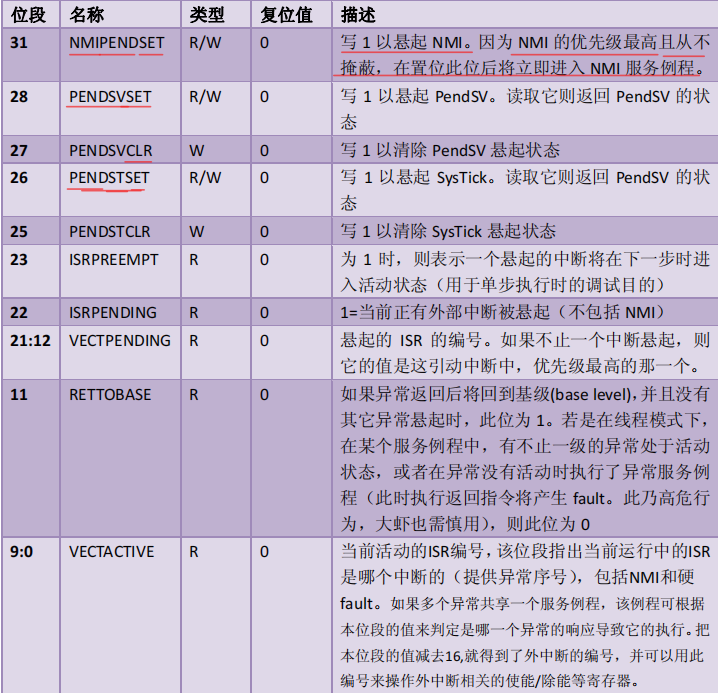 位段 名称 类型 复位值 描述
31 NMIPENDSET R/W 0 写 1 以悬起 NMI。因为 NMI 的优先级最高且从不
掩蔽，在置位此位后将立即进入 NMI 服务例程。
28 PENDSVSET R/W 0 写 1 以悬起 PendSV。读取它则返回 PendSV 的状
态
27 PENDSVCLR W 0 写 1 以清除 PendSV 悬起状态
26 PENDSTSET R/W 0 写 1 以悬起 SysTick。读取它则返回 PendSV 的状
态
25 PENDSTCLR W 0 写 1 以清除 SysTick 悬起状态
23 ISRPREEMPT R 0 为 1 时，则表示一个悬起的中断将在下一步时进
入活动状态（用于单步执行时的调试目的）
22 ISRPENDING R 0 1=当前正有外部中断被悬起（不包括 NMI）
21:12 VECTPENDING R 0 悬起的 ISR 的编号。如果不止一个中断悬起，则
它的值是这引动中断中，优先级最高的那一个。
11 RETTOBASE R 0 如果异常返回后将回到基级(base level)，并且没有
其它异常悬起时，此位为 1。若是在线程模式下，
在某个服务例程中，有不止一级的异常处于活动
状态，或者在异常没有活动时执行了异常服务例
程（此时执行返回指令将产生 fault。此乃高危行
为，大虾也需慎用），则此位为 0
9:0 VECTACTIVE R 0 当前活动的ISR编号，该位段指出当前运行中的ISR
是哪个中断的（提供异常序号），包括NMI和硬
fault。如果多个异常共享一个服务例程，该例程可根据
本位段的值来判定是哪一个异常的响应导致它的执行。把
本位段的值减去16,就得到了外中断的编号，并可以用此
编号来操作外中断相关的使能/除能等寄存器。